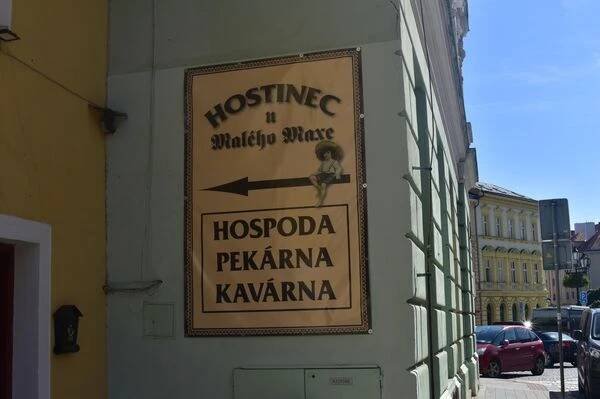 HOSTINEC
u
Malého Maxe
HOSPODA
PEKÁRNA
KAVÁRNA